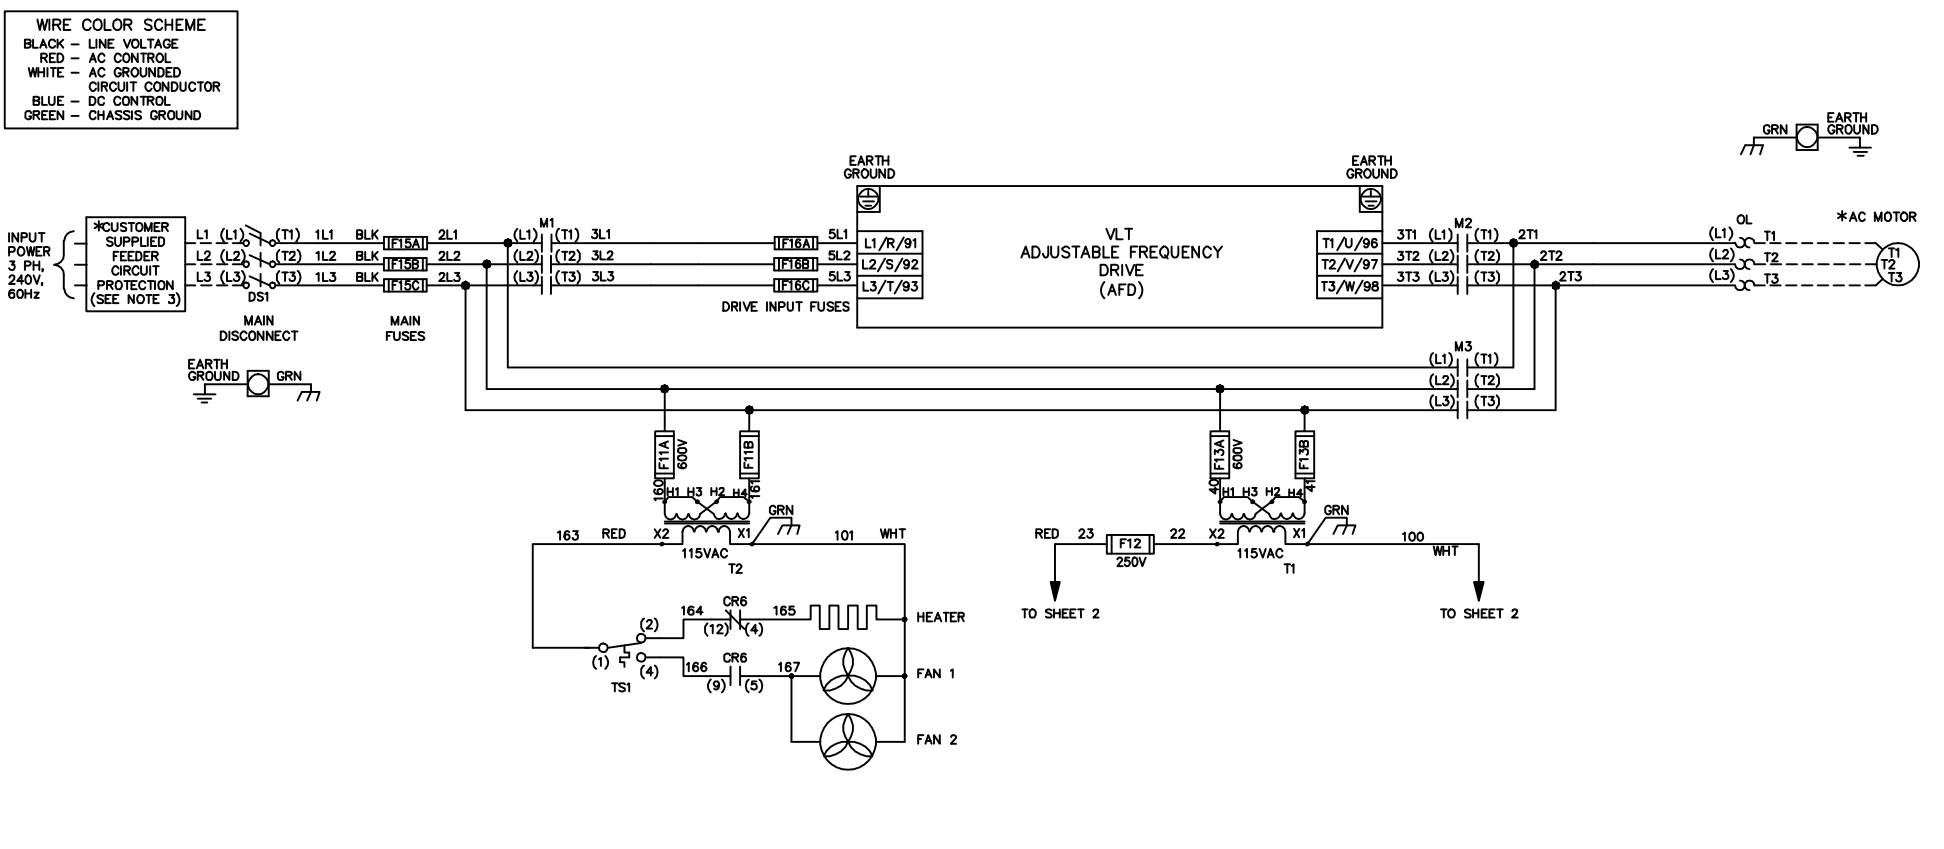 WIRE COLOR SCHEME
BLACK – LINE VOLTAGE
RED – AC CONTROL
WHITE – AC GROUNDED
CIRCUIT CONDUCTOR
BLUE – DC CONTROL
GREEN – CHASSIS GROUND
GRN
EARTH
GROUND
INPUT
POWER
3 PH,
240V,
60Hz
*CUSTOMER
SUPPLIED
FEEDER
CIRCUIT
PROTECTION
(SEE NOTE 3)
L1 (L1) (T1) 1L1 BLK F15A 2L1
L2 (L2) (T2) 1L2 BLK F15B 2L2
L3 (L3) (T3) 1L3 BLK F15C 2L3
DS1
MAIN
DISCONNECT
MAIN
FUSES
EARTH
GROUND
GRN
M1
(L1) (T1) 3L1 F16A 5L1
(L2) (T2) 3L2 F16B 5L2
(L3) (T3) 3L3 F16C 5L3
DRIVE INPUT FUSES
EARTH
GROUND
EARTH
GROUND
L1/R/91
L2/S/92
L3/T/93
VLT
ADJUSTABLE FREQUENCY
DRIVE
(AFD)
T1/U/96
T2/V/97
T3/W/98
M2
3T1 (L1) (T1) 2T1
3T2 (L2) (T2) 2T2
3T3 (L3) (T3) 2T3
OL
(L1) T1
(L2) T2
(L3) T3
*AC MOTOR
T1
T2
T3
M3
(L1) (T1)
(L2) (T2)
(L3) (T3)
F11A
600V
F11B
160
H1 H3 H2 H4
161
GRN
163 RED X2 X1 101 WHT
115VAC
T2
F13A
600V
F13B
40
H1 H3 H2 H4
41
GRN
RED 23 F12 22 X2 X1 100
WHT
250V
115VAC
T1
TO SHEET 2
TO SHEET 2
CR6
164 165
(12) (4)
HEATER
(2)
(1)
(4)
TS1
CR6
166 167
(9) (5)
FAN 1
FAN 2